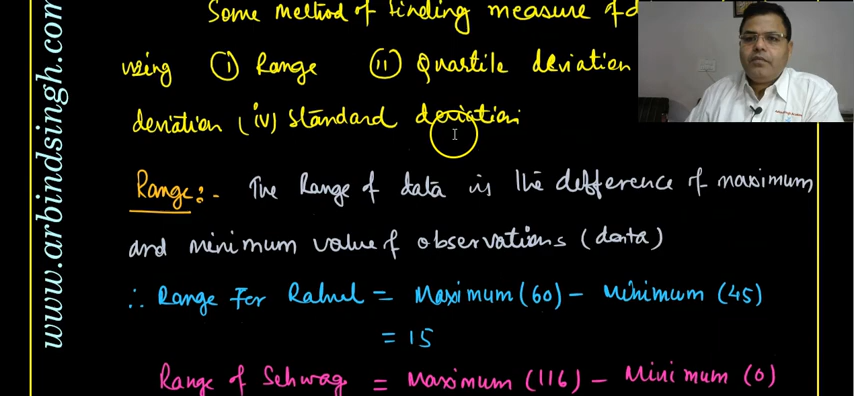 Some method of finding measure of d
using (i) Range (ii) Quartile deviation
deviation (iv) Standard deviation
Range:- The Range of data is the difference of maximum
and minimum value of observations (data)
∴ Range for Rahul = Maximum (60) - Minimum (45)
= 15
Range of Sehwag = Maximum (116) - Minimum (0)
www.arbindsingh.com